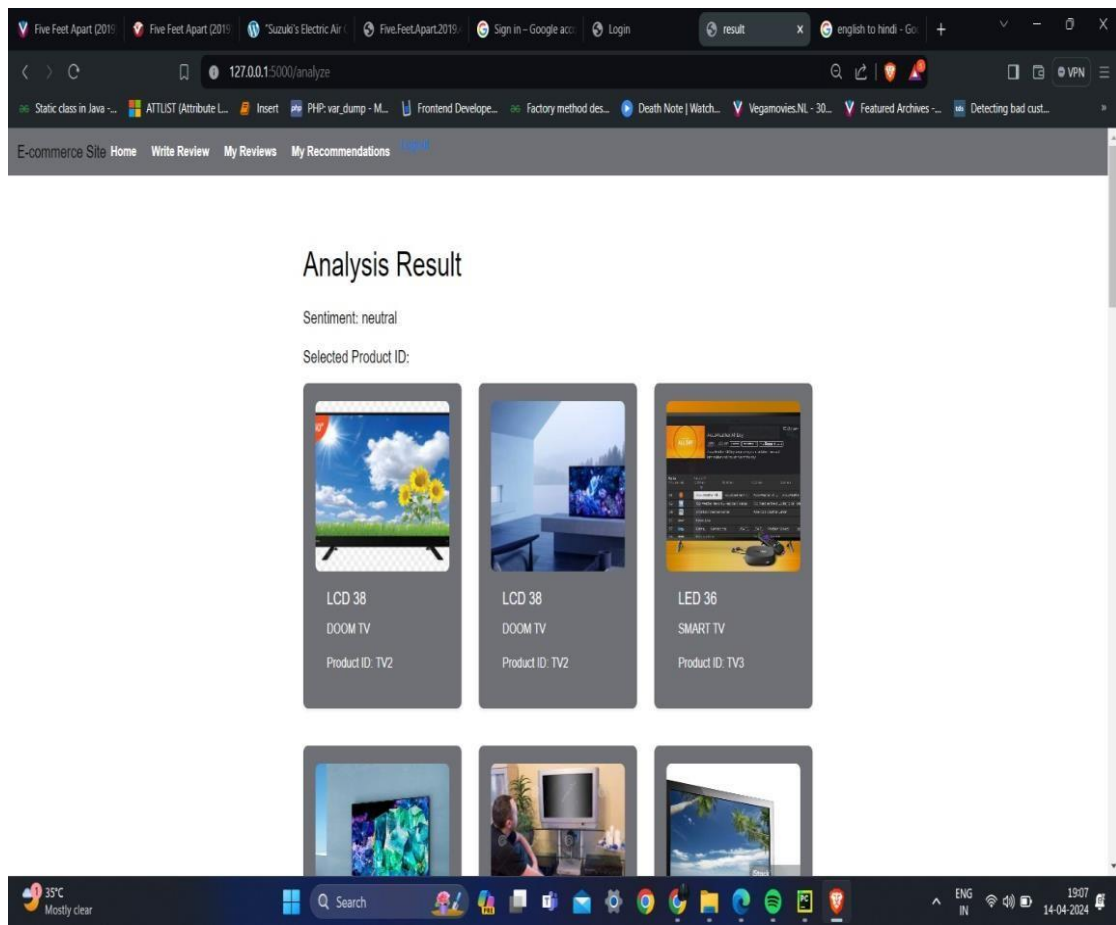 Five Feet Apart (2019
Five Feet Apart (2019
"Suzuki's Electric Air (
Five.Feet.Apart.2019.
Sign in – Google acc
Login
result
x
english to hindi - Go
+
127.0.0.1:5000/analyze
VPN
Static class in Java -...
ATTLIST (Attribute L...
Insert
PHP: var_dump - M...
Frontend Develope...
Factory method des...
Death Note | Watch...
Vegamovies.NL - 30...
Featured Archives -...
Detecting bad cust...
»
E-commerce Site Home Write Review My Reviews My Recommendations Logout
Analysis Result
Sentiment: neutral
Selected Product ID:
LCD 38
DOOM TV
Product ID: TV2
LCD 38
DOOM TV
Product ID: TV2
LED 36
SMART TV
Product ID: TV3
35°C
Mostly clear
Search
ENG
IN
19:07
14-04-2024